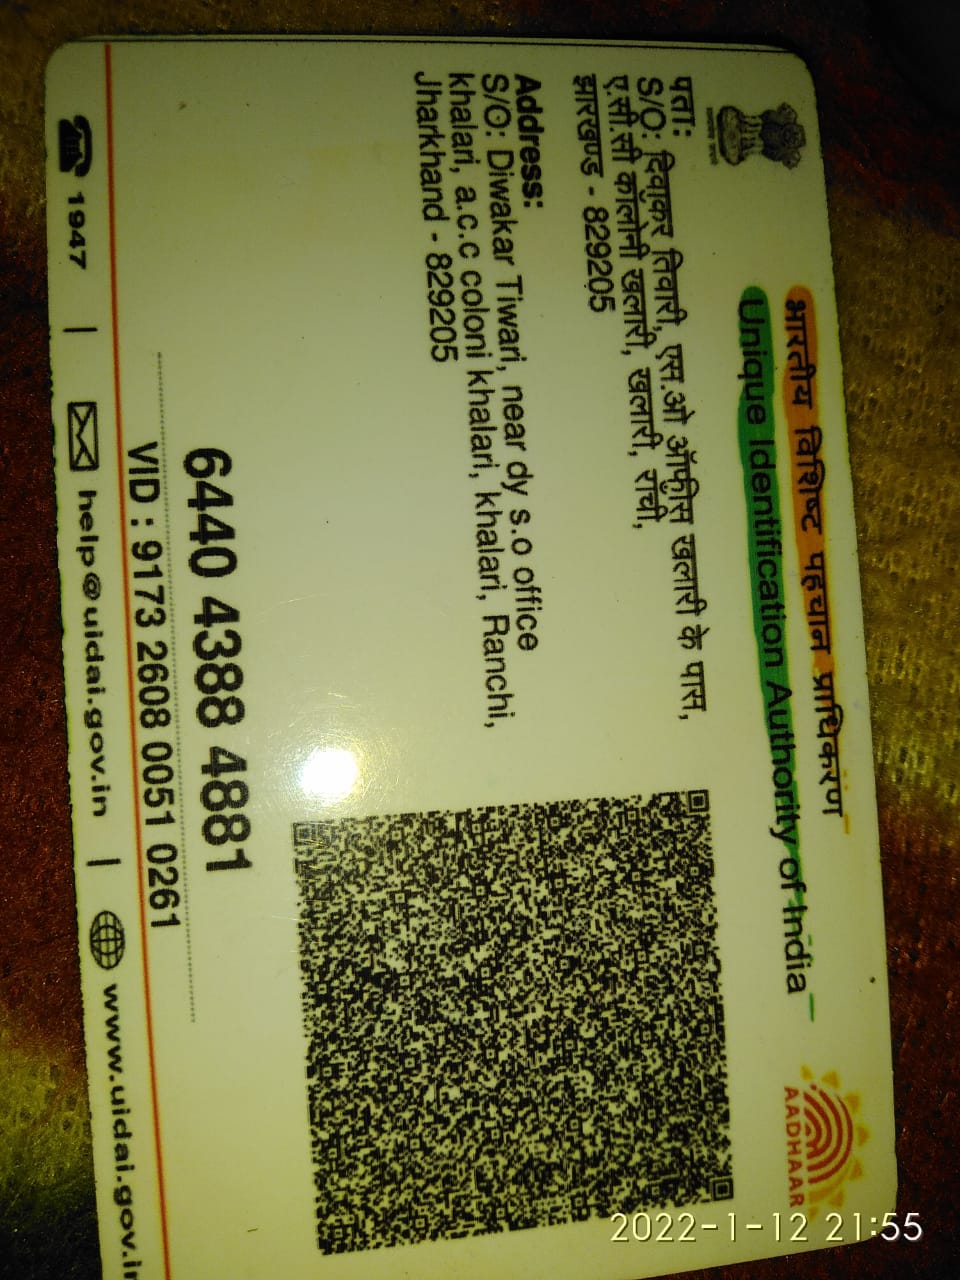 भारतीय विशिष्ट पहचान प्राधिकरण
Unique Identification Authority of India
AADHAAR
पता:
S/O: दिवाकर तिवारी, एस.ओ ऑफीस खलारी के पास,
ए.सी.सी कॉलोनी खलारी, खलारी, रांची,
झारखण्ड - 829205
Address:
S/O: Diwakar Tiwari, near dy s.o office
khalari, a.c.c coloni khalari, khalari, Ranchi,
Jharkhand - 829205
6440 4388 4881
VID : 9173 2608 0051 0261
1947 | help@uidai.gov.in | www.uidai.gov.in
2022-1-12 21:55